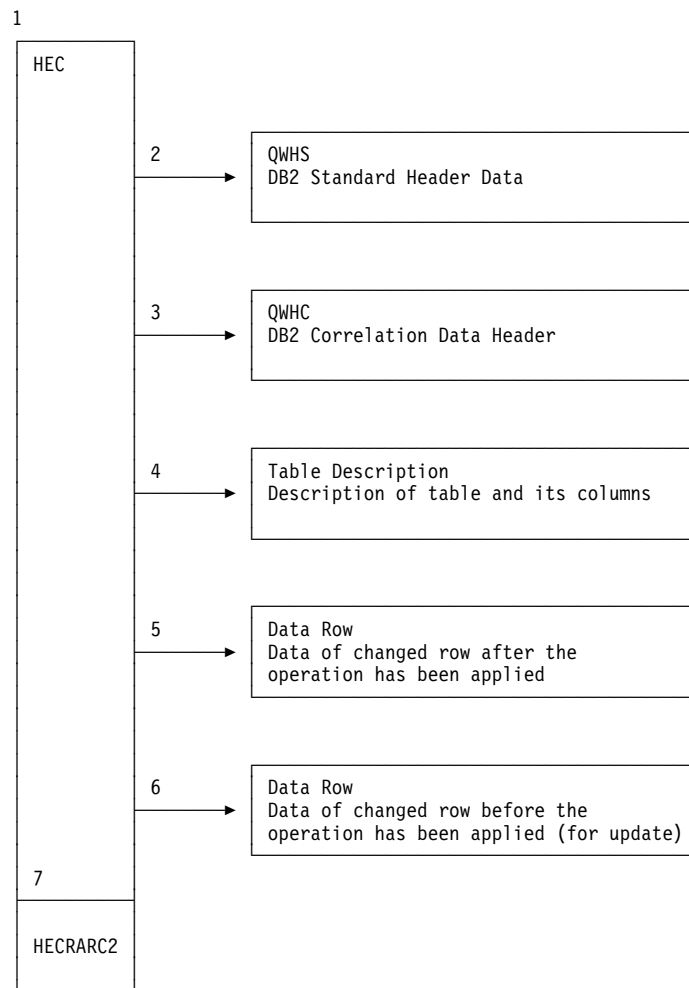 1
HEC
2
QWHS
DB2 Standard Header Data
3
QWHC
DB2 Correlation Data Header
4
Table Description
Description of table and its columns
5
Data Row
Data of changed row after the
operation has been applied
6
Data Row
Data of changed row before the
operation has been applied (for update)
7
HECRARC2